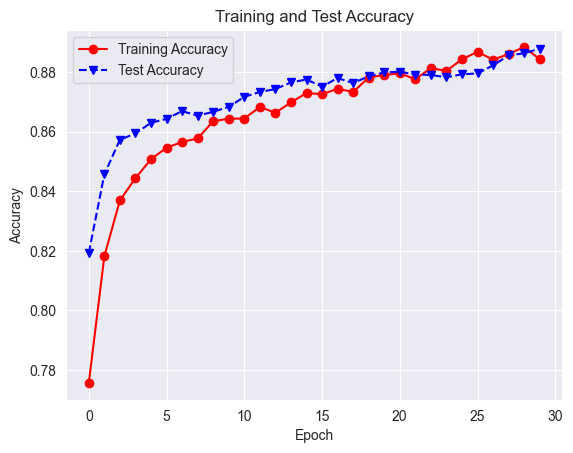 Training and Test Accuracy
Training Accuracy
Test Accuracy
0.88
0.86
0.84
0.82
0.80
0.78
Accuracy
0 5 10 15 20 25 30
Epoch